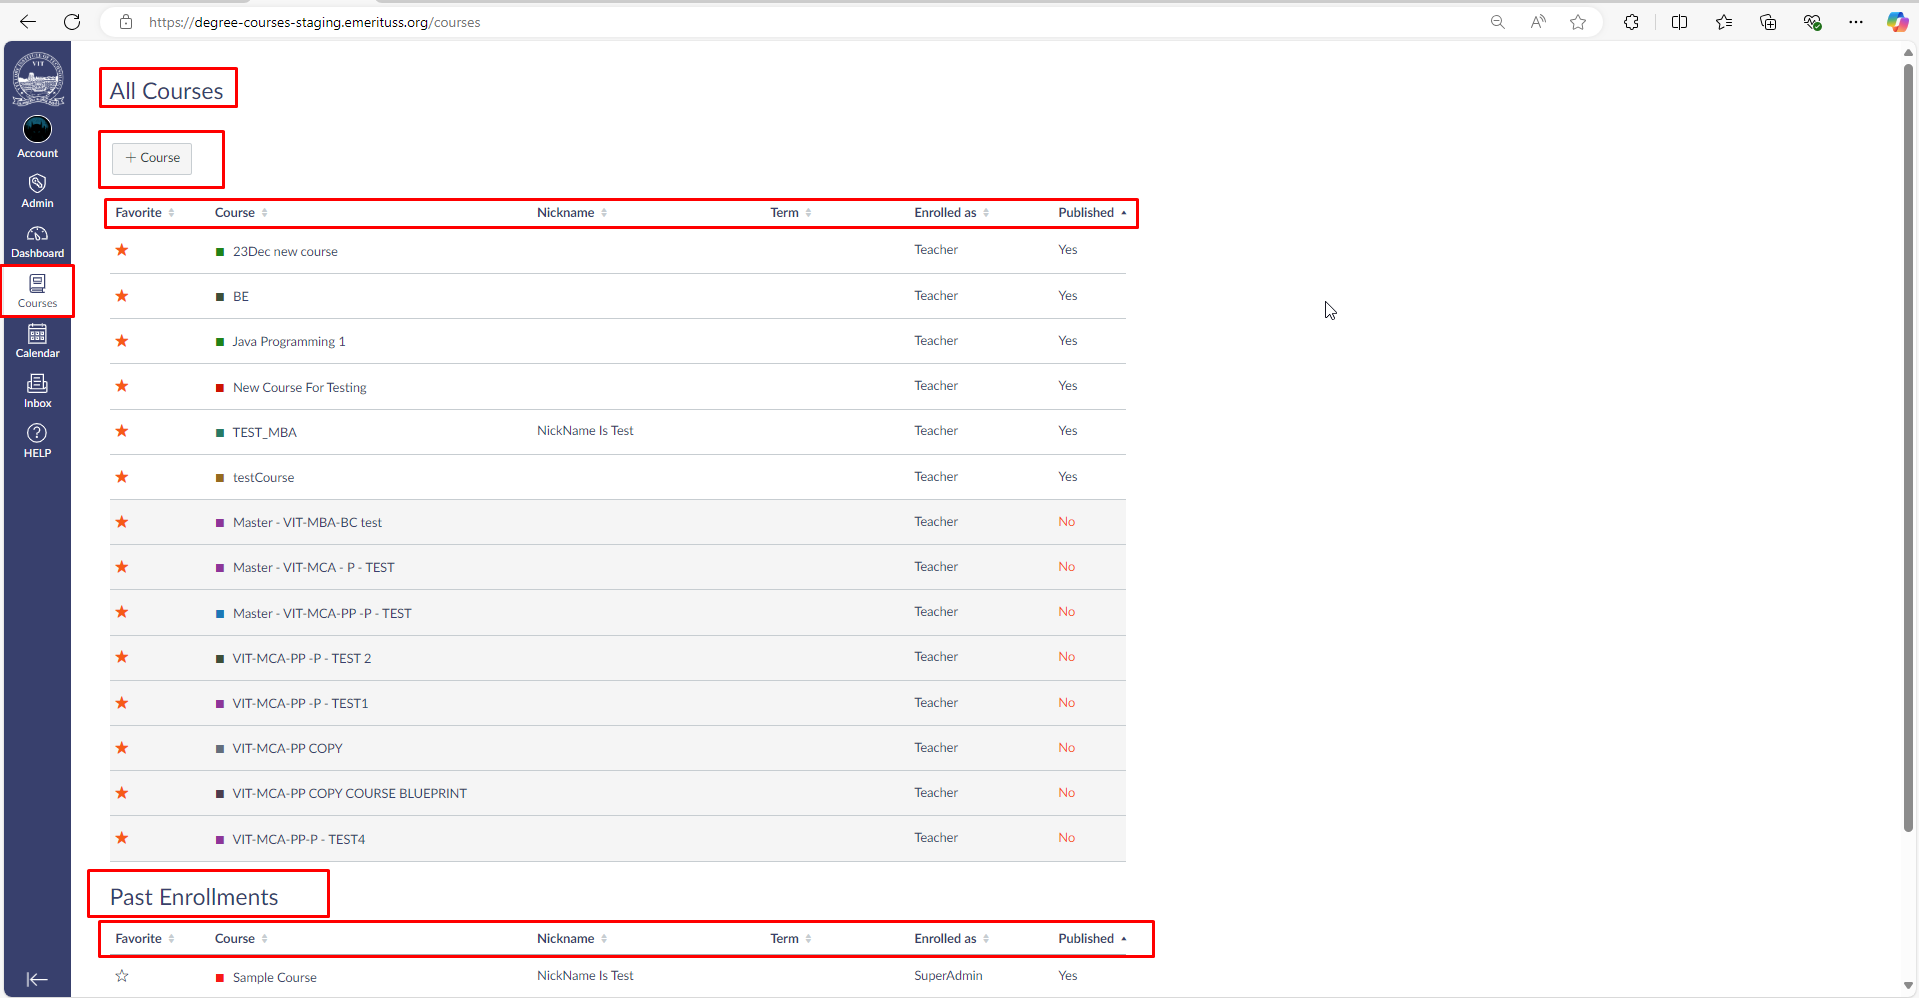 https://degree-courses-staging.emerituss.org/courses
VIT
Account
Admin
Dashboard
Courses
Calendar
Inbox
HELP
All Courses
+ Course
Favorite Course Nickname Term Enrolled as Published
23Dec new course Teacher Yes
BE Teacher Yes
Java Programming 1 Teacher Yes
New Course For Testing Teacher Yes
TEST_MBA NickName Is Test Teacher Yes
testCourse Teacher Yes
Master - VIT-MBA-BC test Teacher No
Master - VIT-MCA - P - TEST Teacher No
Master - VIT-MCA-PP -P - TEST Teacher No
VIT-MCA-PP -P - TEST 2 Teacher No
VIT-MCA-PP -P - TEST1 Teacher No
VIT-MCA-PP COPY Teacher No
VIT-MCA-PP COPY COURSE BLUEPRINT Teacher No
VIT-MCA-PP-P - TEST4 Teacher No
Past Enrollments
Favorite Course Nickname Term Enrolled as Published
Sample Course NickName Is Test SuperAdmin Yes